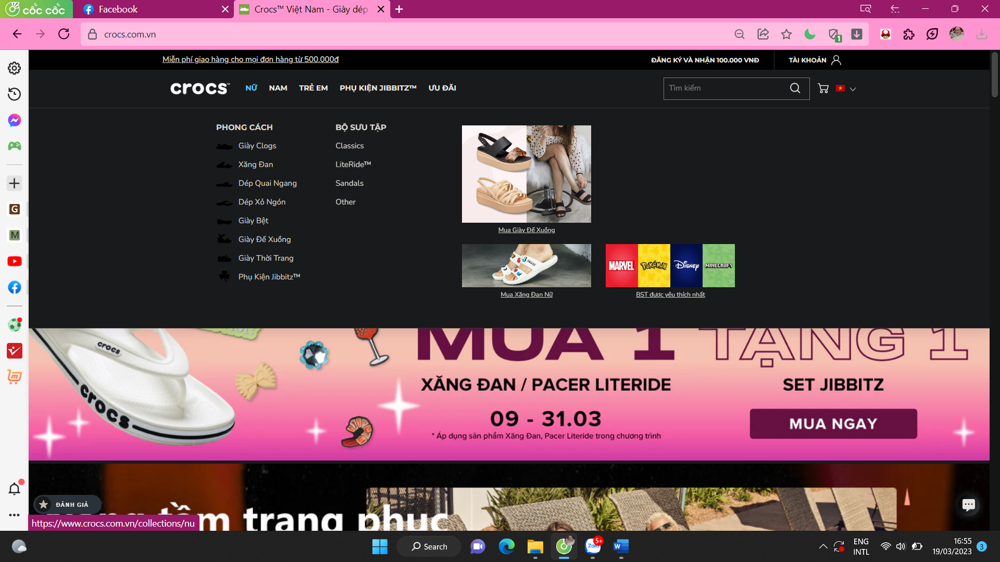 cốc cốc
Facebook
Crocs™ Việt Nam - Giày dép
crocs.com.vn
1
Miễn phí giao hàng cho mọi đơn hàng từ 500.000đ
ĐĂNG KÝ VÀ NHẬN 100.000 VNĐ
TÀI KHOẢN
crocs™
NỮ
NAM
TRẺ EM
PHỤ KIỆN JIBBITZ™
ƯU ĐÃI
Tìm kiếm
PHONG CÁCH
Giày Clogs
Xăng Đan
Dép Quai Ngang
Dép Xỏ Ngón
Giày Bệt
Giày Đế Xuồng
Giày Thời Trang
Phụ Kiện Jibbitz™
BỘ SƯU TẬP
Classics
LiteRide™
Sandals
Other
Mua Giày Đế Xuồng
Mua Xăng Đan Nữ
MARVEL
POKÉMON
DISNEY
MINECRAFT
BST được yêu thích nhất
G
M
crocs
crocs
MUA 1 TẶNG 1
XĂNG ĐAN / PACER LITERIDE
SET JIBBITZ
09 - 31.03
* Áp dụng sản phẩm Xăng Đan, Pacer Literide trong chương trình
MUA NGAY
ĐÁNH GIÁ
tầm trang phục
https://www.crocs.com.vn/collections/nu
Search
Zalo
5+
W
ENG
INTL
16:55
19/03/2023
3